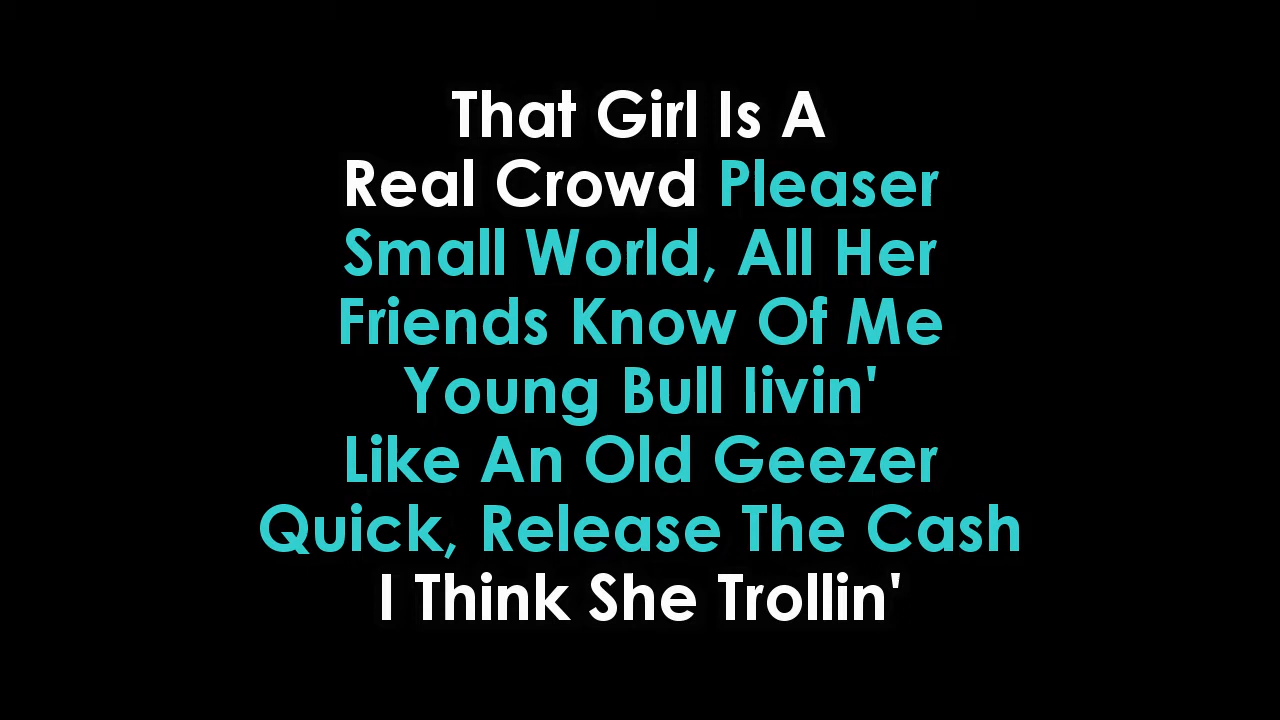 That Girl Is A
Real Crowd Pleaser
Small World, All Her
Friends Know Of Me
Young Bull livin'
Like An Old Geezer
Quick, Release The Cash
I Think She Trollin'